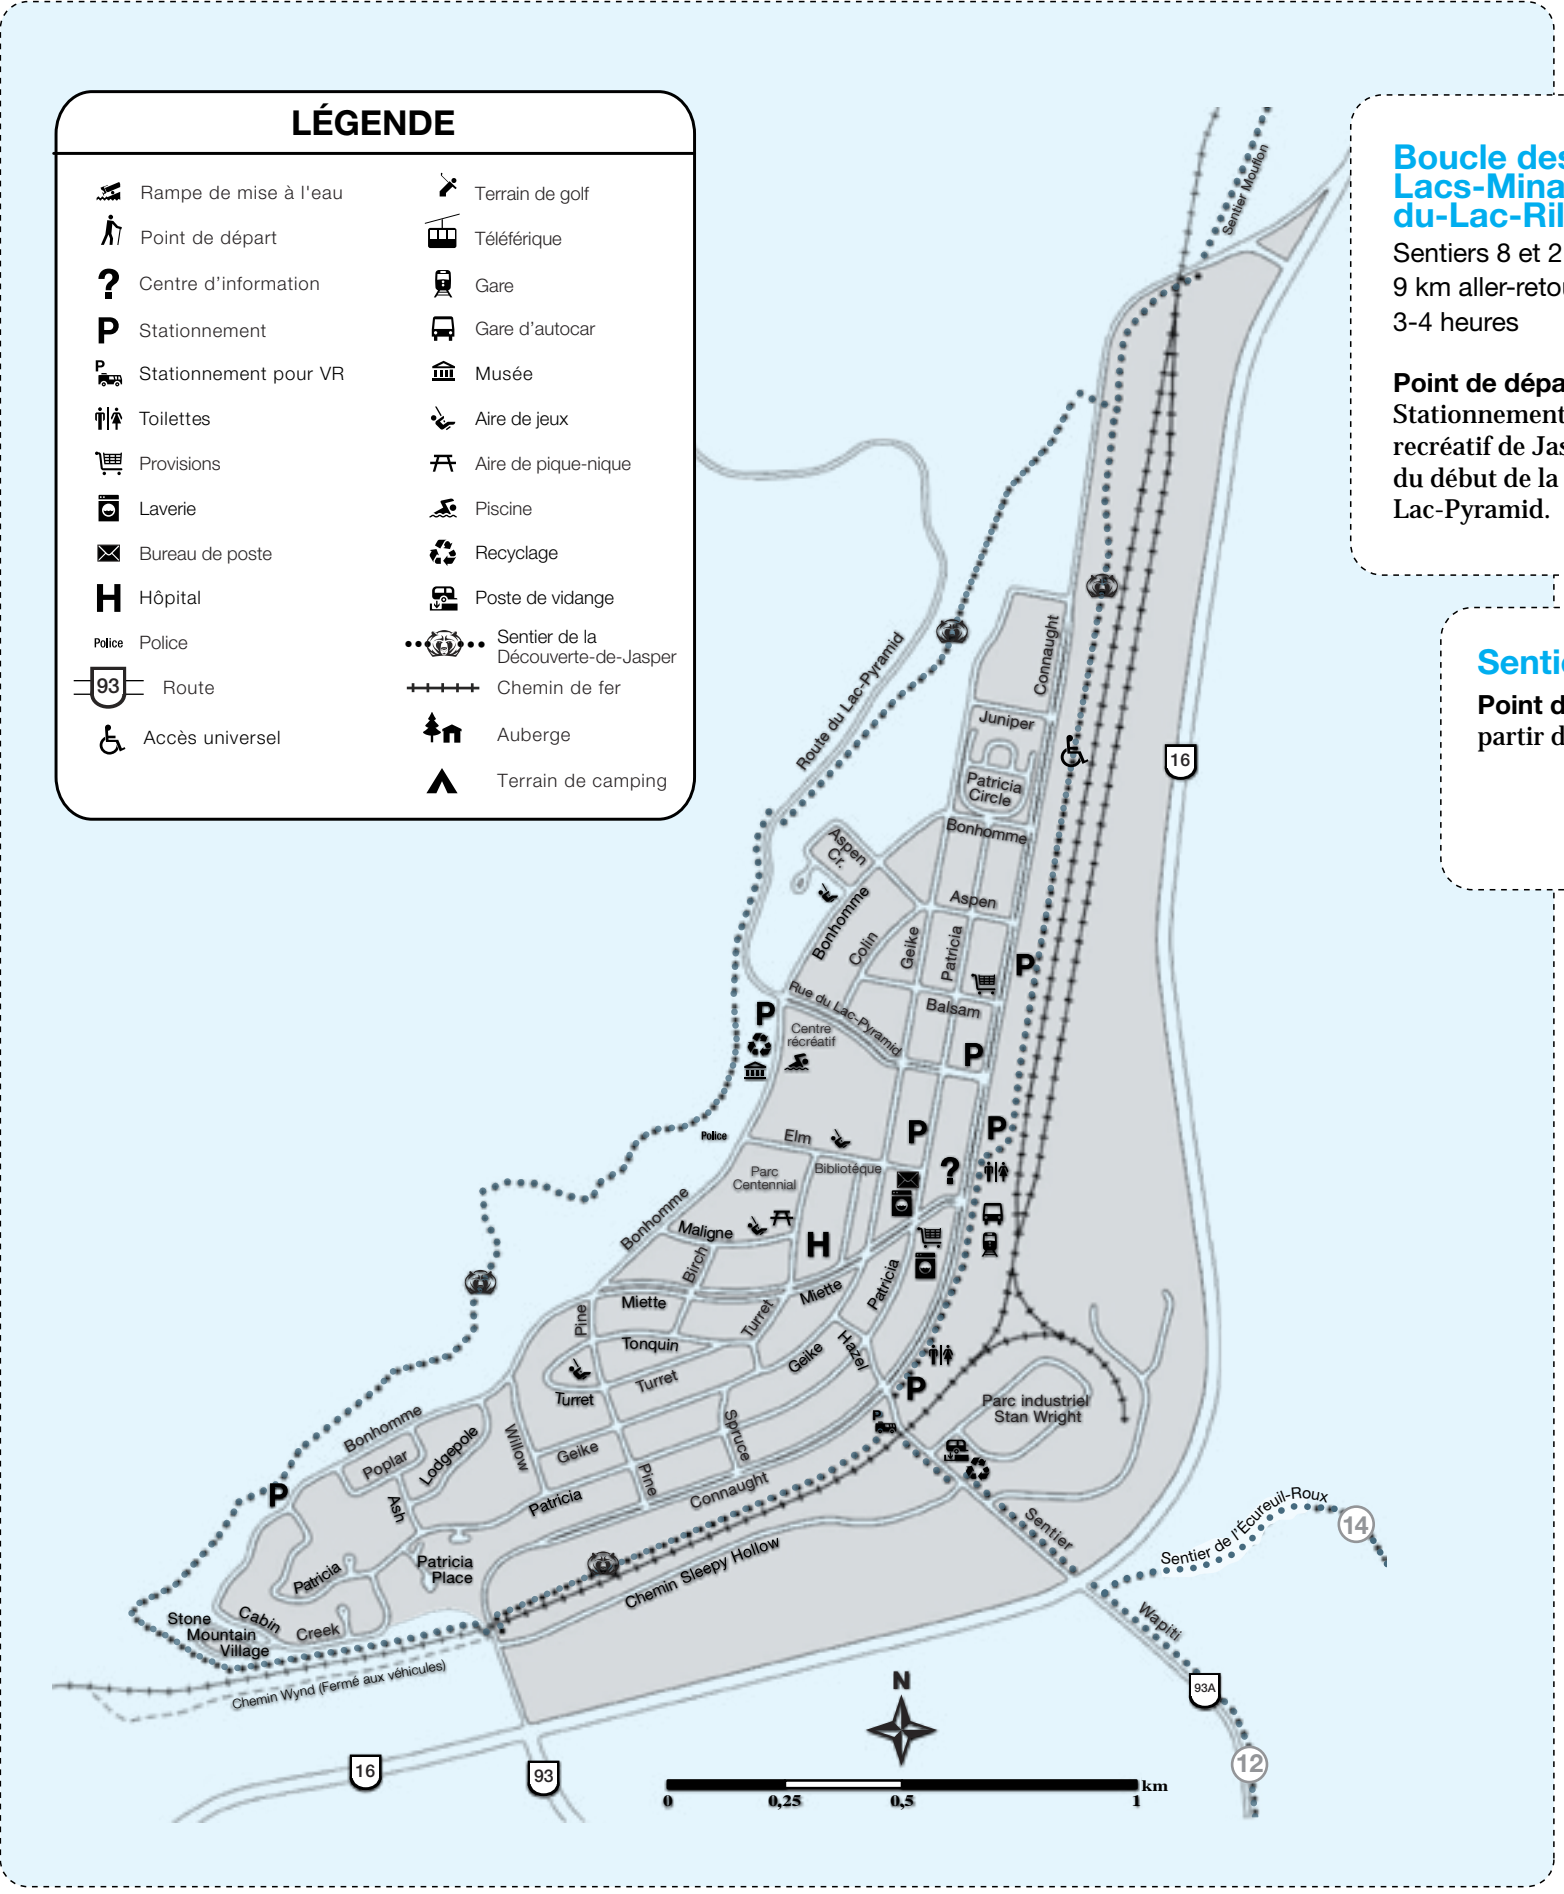 LÉGENDE
Rampe de mise à l'eau
Point de départ
Centre d'information
P Stationnement
P Stationnement pour VR
Toilettes
Provisions
Laverie
Bureau de poste
H Hôpital
Police Police
93 Route
Accès universel
Terrain de golf
Téléférique
Gare
Gare d'autocar
Musée
Aire de jeux
Aire de pique-nique
Piscine
Recyclage
Poste de vidange
Sentier de la
Découverte-de-Jasper
Chemin de fer
Auberge
Terrain de camping
Boucle des
Lacs-Mina
du-Lac-Ril
Sentiers 8 et 2
9 km aller-retou
3-4 heures
Point de dépa
Stationnement
recréatif de Jas
du début de la
Lac-Pyramid.
Senti
Point d
partir d
Sentier Mouflon
Route du Lac-Pyramid
Connaught
Juniper
Patricia
Circle
16
Bonhomme
Aspen
Cr.
Aspen
Bonhomme
Colin
Geike
Patricia
P
Rue du Lac-Pyramid
Balsam
P
Centre
récréatif
P
Police
Elm
P
P
Parc
Centennial
Bibliotèque
?
Bonhomme
Maligne
H
Birch
Miette
Miette
Patricia
Pine
Turret
Tonquin
Geike
Hazel
Turret
Turret
P
Parc industriel
Stan Wright
P
Bonhomme
Poplar
Lodgepole
Willow
Geike
Spruce
Pine
P
Ash
Patricia
Connaught
Sentier
Sentier de l'Écureuil-Roux
14
Patricia
Patricia
Place
Chemin Sleepy Hollow
Stone
Mountain
Village
Cabin
Creek
Wapiti
Chemin Wynd (Fermé aux véhicules)
93A
N
16
93
12
0
0,25
0,5
1
km